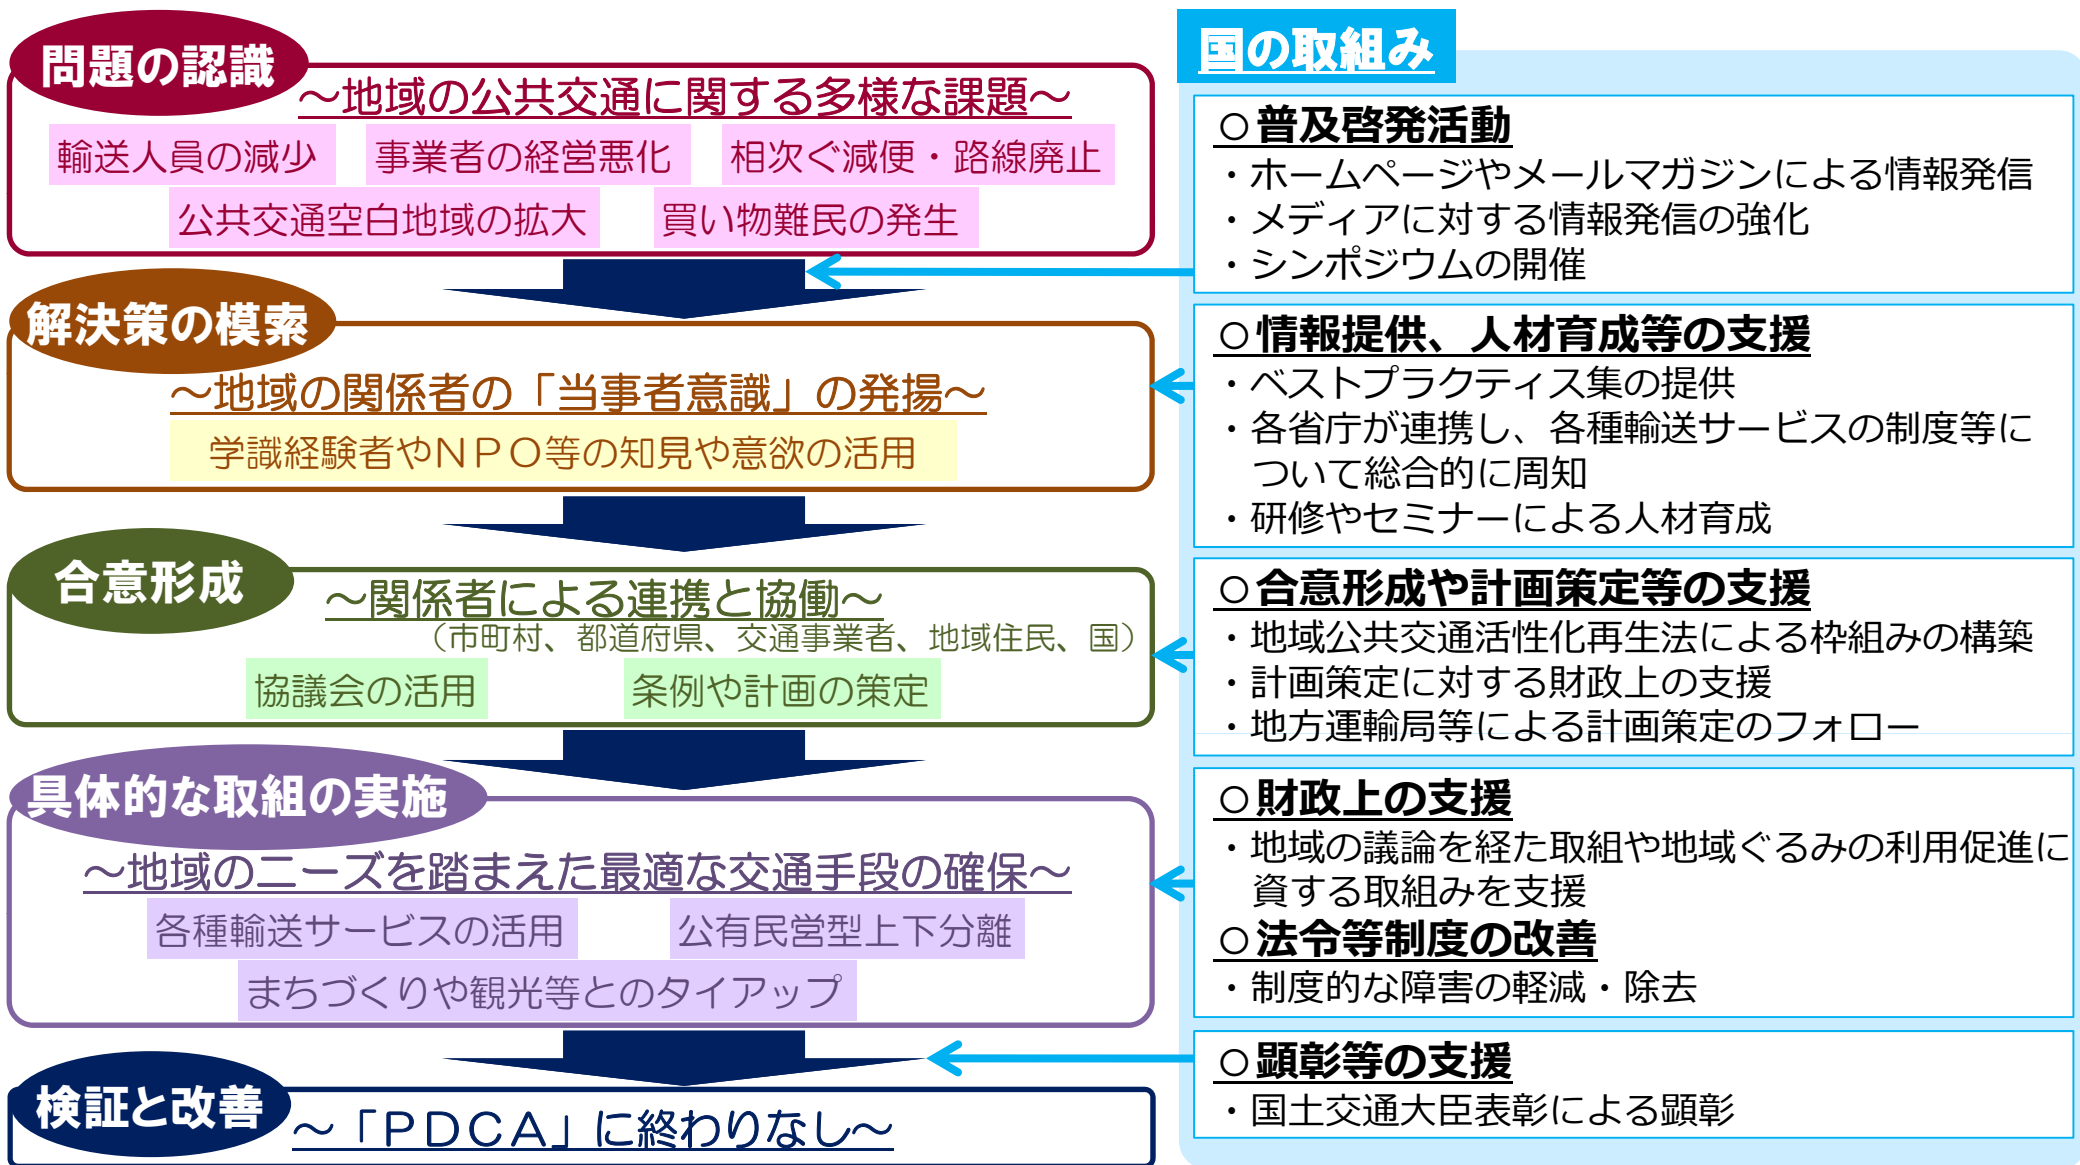 問題の認識
～地域の公共交通に関する多様な課題～
輸送人員の減少
事業者の経営悪化
相次ぐ減便・路線廃止
公共交通空白地域の拡大
買い物難民の発生
解決策の模索
～地域の関係者の「当事者意識」の発揚～
学識経験者やＮＰＯ等の知見や意欲の活用
合意形成
～関係者による連携と協働～
（市町村、都道府県、交通事業者、地域住民、国）
協議会の活用
条例や計画の策定
具体的な取組の実施
～地域のニーズを踏まえた最適な交通手段の確保～
各種輸送サービスの活用
公有民営型上下分離
まちづくりや観光等とのタイアップ
検証と改善
～「ＰＤＣＡ」に終わりなし～
国の取組み
○普及啓発活動
・ホームページやメールマガジンによる情報発信
・メディアに対する情報発信の強化
・シンポジウムの開催
○情報提供、人材育成等の支援
・ベストプラクティス集の提供
・各省庁が連携し、各種輸送サービスの制度等に
ついて総合的に周知
・研修やセミナーによる人材育成
○合意形成や計画策定等の支援
・地域公共交通活性化再生法による枠組みの構築
・計画策定に対する財政上の支援
・地方運輸局等による計画策定のフォロー
○財政上の支援
・地域の議論を経た取組や地域ぐるみの利用促進に
資する取組みを支援
○法令等制度の改善
・制度的な障害の軽減・除去
○顕彰等の支援
・国土交通大臣表彰による顕彰